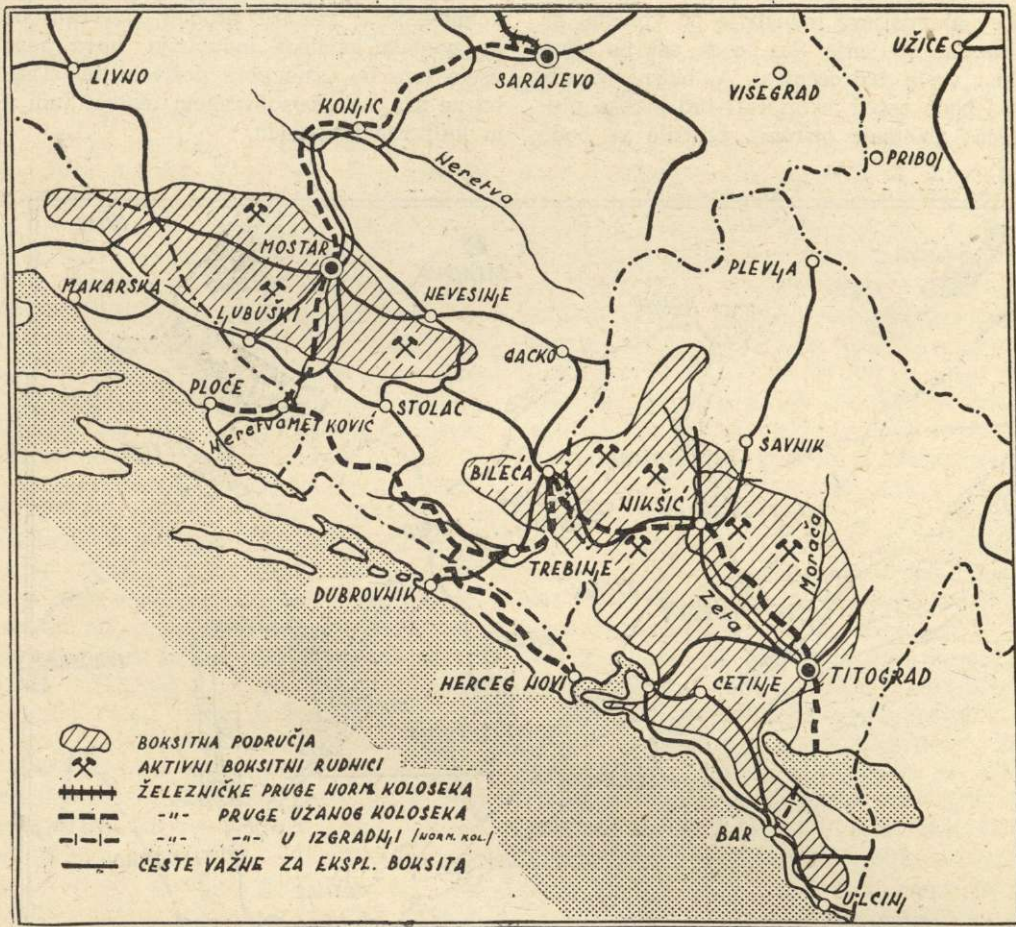 LIVNO
SARAJEVO
UŽICE
VIŠEGRAD
KONJIC
PRIBOJ
Neretva
MOSTAR
PLEVLJA
MAKARSKA
LJUBUŠKI
NEVESINJE
GACKO
PLOČE
Neretva
METKOVIĆ
STOLAC
ŠAVNIK
BILEĆA
NIKŠIĆ
Morača
TREBINJE
DUBROVNIK
Zeta
HERCEG NOVI
CETINJE
TITOGRAD
BAR
ULCINJ
BOKSITNA PODRUČJA
AKTIVNI BOKSITNI RUDNICI
ŽELEZNIČKE PRUGE NORM. KOLOSEKA
-"- PRUGE UZANOG KOLOSEKA
-"- -"- U IZGRADNJI /NORM. KOL./
CESTE VAŽNE ZA EKSPL. BOKSITA